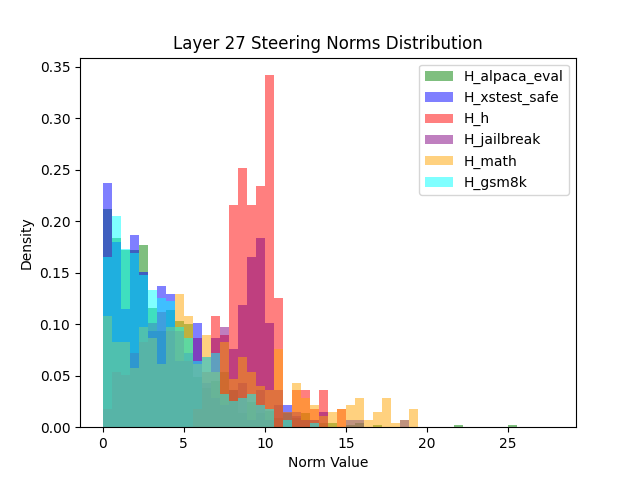 Layer 27 Steering Norms Distribution
H_alpaca_eval
H_xstest_safe
H_h
H_jailbreak
H_math
H_gsm8k
0.35
0.30
0.25
0.20
0.15
0.10
0.05
0.00
Density
0
5
10
15
20
25
Norm Value